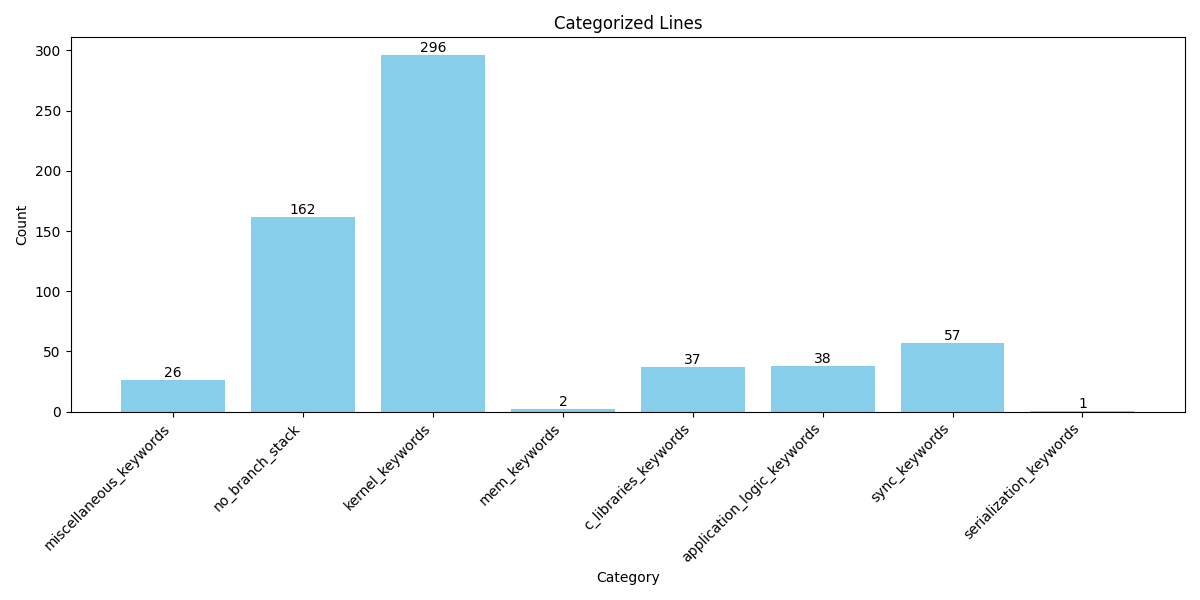 Categorized Lines
Count
300
250
200
150
100
50
0
26
162
296
2
37
38
57
1
miscellaneous_keywords
no_branch_stack
kernel_keywords
mem_keywords
c_libraries_keywords
application_logic_keywords
sync_keywords
serialization_keywords
Category